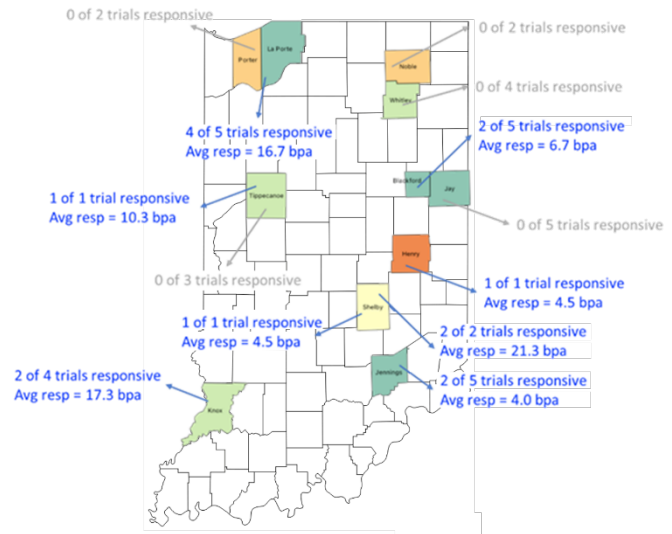 0 of 2 trials responsive
0 of 2 trials responsive
La Porte
Porter
Noble
0 of 4 trials responsive
Whitley
4 of 5 trials responsive
Avg resp = 16.7 bpa
2 of 5 trials responsive
Avg resp = 6.7 bpa
Blackford
Jay
1 of 1 trial responsive
Avg resp = 10.3 bpa
Tippecanoe
0 of 5 trials responsive
Henry
0 of 3 trials responsive
1 of 1 trial responsive
Avg resp = 4.5 bpa
Shelby
1 of 1 trial responsive
Avg resp = 4.5 bpa
2 of 2 trials responsive
Avg resp = 21.3 bpa
Jennings
2 of 4 trials responsive
Avg resp = 17.3 bpa
2 of 5 trials responsive
Avg resp = 4.0 bpa
Knox